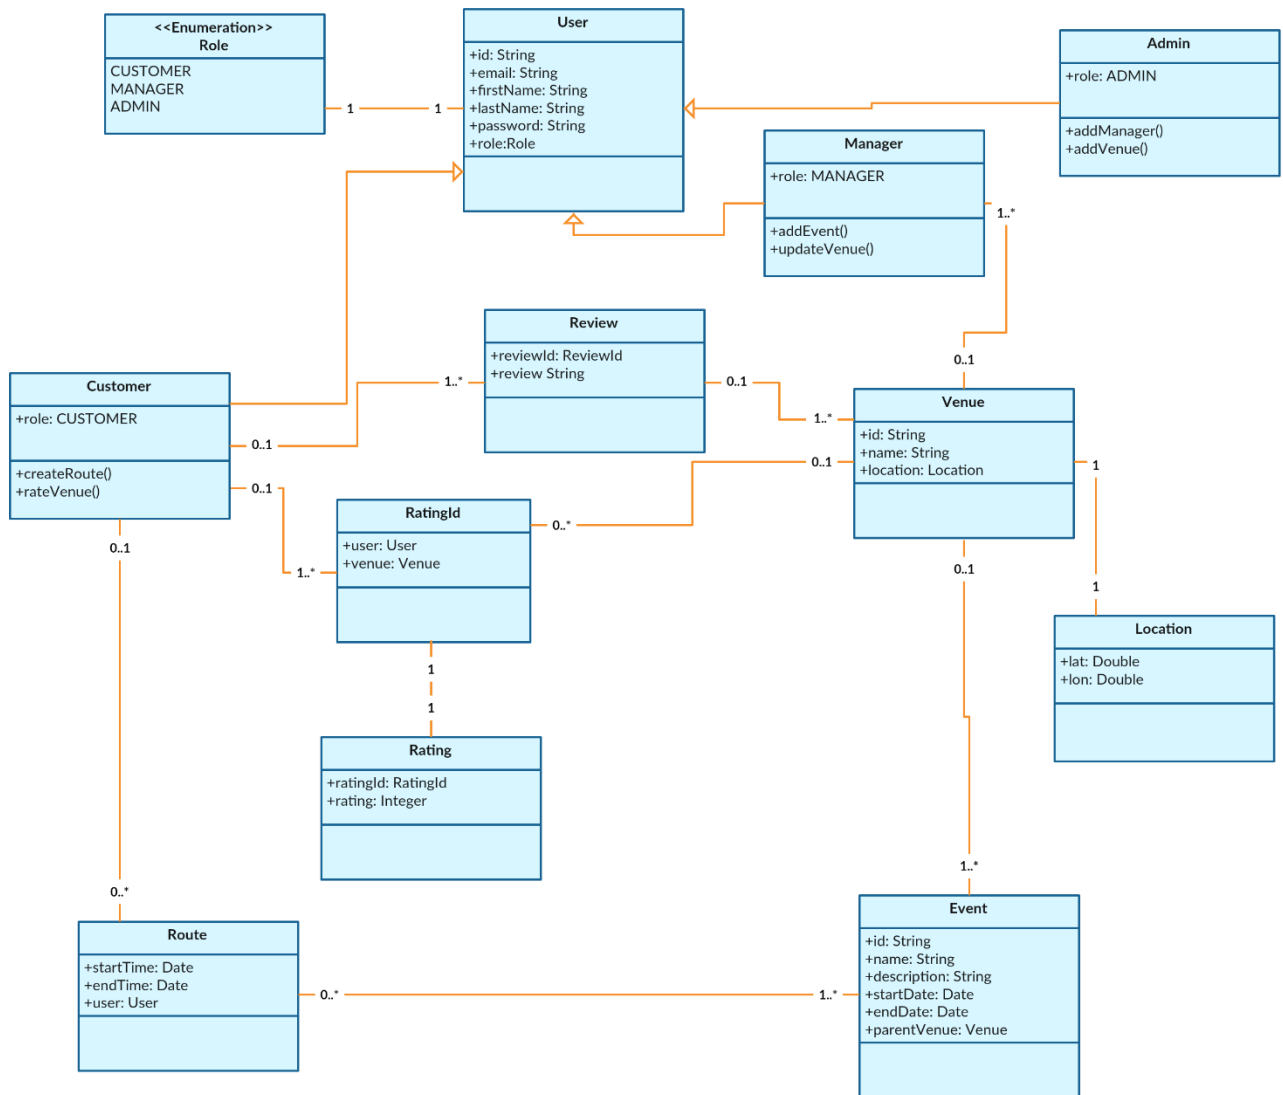 <<Enumeration>>
Role
CUSTOMER
MANAGER
ADMIN
1
1
User
+id: String
+email: String
+firstName: String
+lastName: String
+password: String
+role:Role
Admin
+role: ADMIN
+addManager()
+addVenue()
Manager
+role: MANAGER
+addEvent()
+updateVenue()
1..*
0..1
Review
+reviewId: ReviewId
+review String
1..*
0..1
0..1
1..*
Customer
+role: CUSTOMER
+createRoute()
+rateVenue()
0..1
1..*
0..1
Venue
+id: String
+name: String
+location: Location
0..1
0..*
1
1
0..1
RatingId
+user: User
+venue: Venue
1
1
Location
+lat: Double
+lon: Double
Rating
+ratingId: RatingId
+rating: Integer
0..*
1..*
Route
+startTime: Date
+endTime: Date
+user: User
0..*
1..*
Event
+id: String
+name: String
+description: String
+startDate: Date
+endDate: Date
+parentVenue: Venue